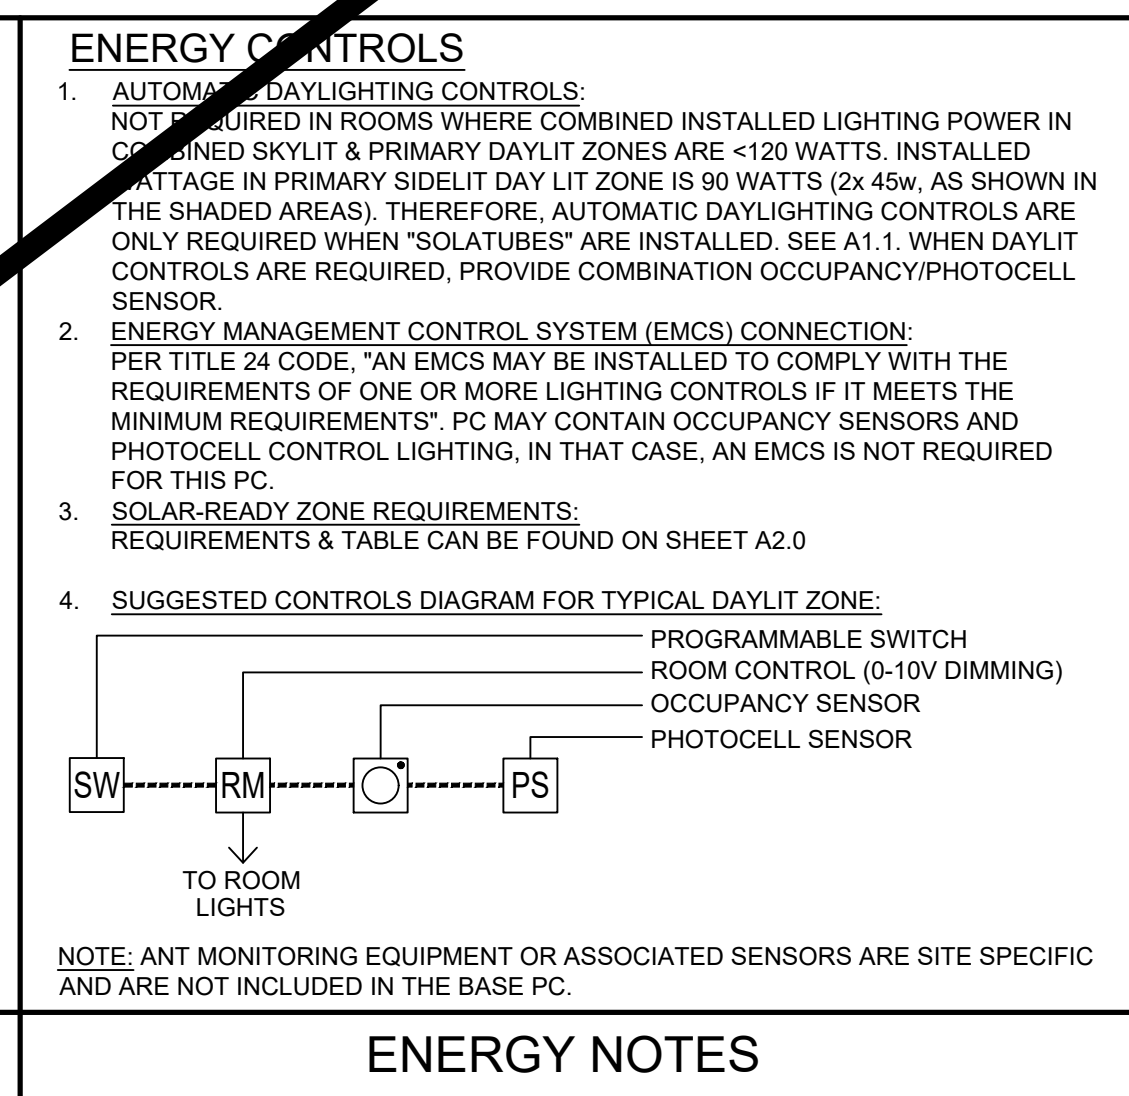 ENERGY CONTROLS
1. AUTOMATIC DAYLIGHTING CONTROLS:
NOT REQUIRED IN ROOMS WHERE COMBINED INSTALLED LIGHTING POWER IN
COMBINED SKYLIT & PRIMARY DAYLIT ZONES ARE <120 WATTS. INSTALLED
WATTAGE IN PRIMARY SIDELIT DAY LIT ZONE IS 90 WATTS (2x 45w, AS SHOWN IN
THE SHADED AREAS). THEREFORE, AUTOMATIC DAYLIGHTING CONTROLS ARE
ONLY REQUIRED WHEN "SOLATUBES" ARE INSTALLED. SEE A1.1. WHEN DAYLIT
CONTROLS ARE REQUIRED, PROVIDE COMBINATION OCCUPANCY/PHOTOCELL
SENSOR.
2. ENERGY MANAGEMENT CONTROL SYSTEM (EMCS) CONNECTION:
PER TITLE 24 CODE, "AN EMCS MAY BE INSTALLED TO COMPLY WITH THE
REQUIREMENTS OF ONE OR MORE LIGHTING CONTROLS IF IT MEETS THE
MINIMUM REQUIREMENTS". PC MAY CONTAIN OCCUPANCY SENSORS AND
PHOTOCELL CONTROL LIGHTING, IN THAT CASE, AN EMCS IS NOT REQUIRED
FOR THIS PC.
3. SOLAR-READY ZONE REQUIREMENTS:
REQUIREMENTS & TABLE CAN BE FOUND ON SHEET A2.0
4. SUGGESTED CONTROLS DIAGRAM FOR TYPICAL DAYLIT ZONE:
PROGRAMMABLE SWITCH
ROOM CONTROL (0-10V DIMMING)
OCCUPANCY SENSOR
PHOTOCELL SENSOR
SW RM PS
TO ROOM
LIGHTS
NOTE: ANT MONITORING EQUIPMENT OR ASSOCIATED SENSORS ARE SITE SPECIFIC
AND ARE NOT INCLUDED IN THE BASE PC.
ENERGY NOTES